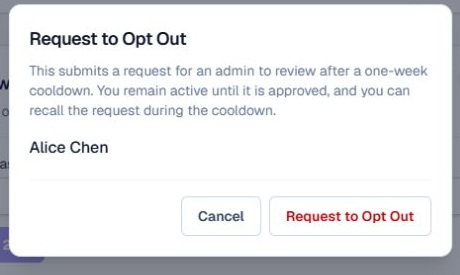 Request to Opt Out
This submits a request for an admin to review after a one-week
cooldown. You remain active until it is approved, and you can
recall the request during the cooldown.
Alice Chen
Cancel
Request to Opt Out